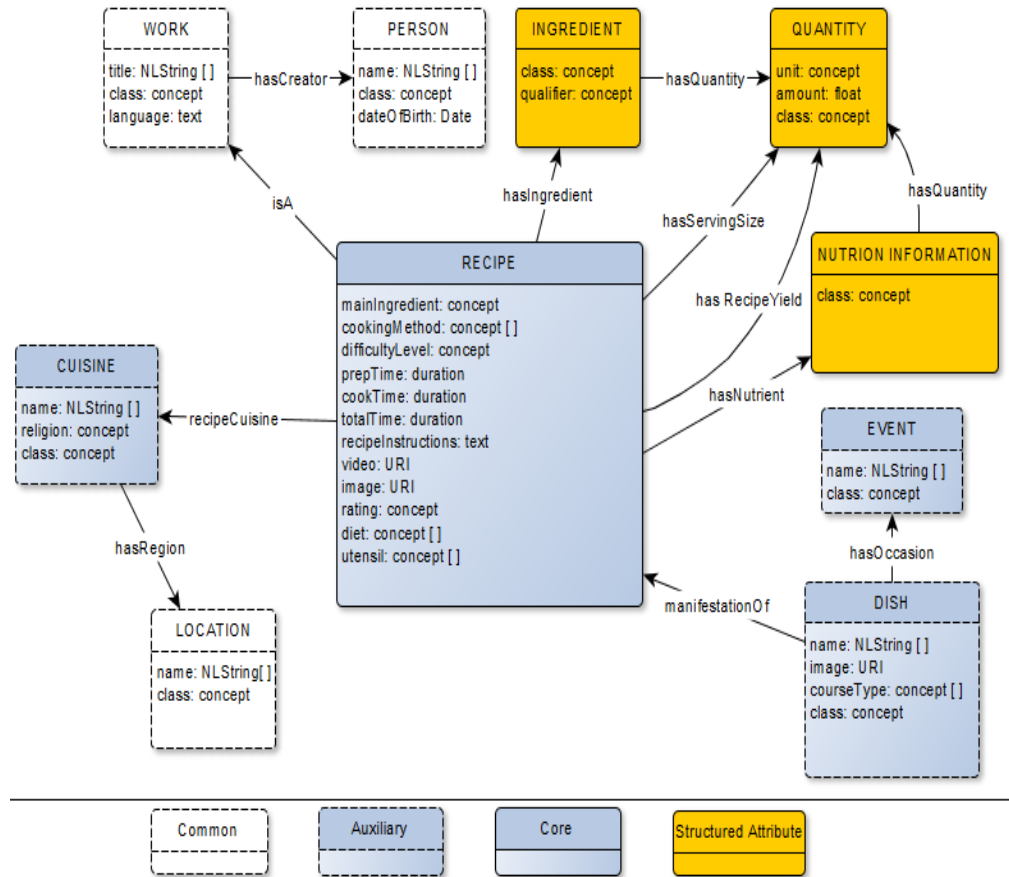 WORK
title: NLString [ ]
class: concept
language: text
hasCreator
PERSON
name: NLString [ ]
class: concept
dateOfBirth: Date
INGREDIENT
class: concept
qualifier: concept
hasQuantity
QUANTITY
unit: concept
amount: float
class: concept
isA
hasIngredient
hasServingSize
hasQuantity
RECIPE
mainIngredient: concept
cookingMethod: concept [ ]
difficultyLevel: concept
prepTime: duration
cookTime: duration
totalTime: duration
recipeInstructions: text
video: URI
image: URI
rating: concept
diet: concept [ ]
utensil: concept [ ]
NUTRION INFORMATION
class: concept
has RecipeYield
hasNutrient
CUISINE
name: NLString [ ]
religion: concept
class: concept
recipeCuisine
EVENT
name: NLString [ ]
class: concept
hasRegion
hasOccasion
manifestationOf
LOCATION
name: NLString[ ]
class: concept
DISH
name: NLString [ ]
image: URI
courseType: concept [ ]
class: concept
Common
Auxiliary
Core
Structured Attribute